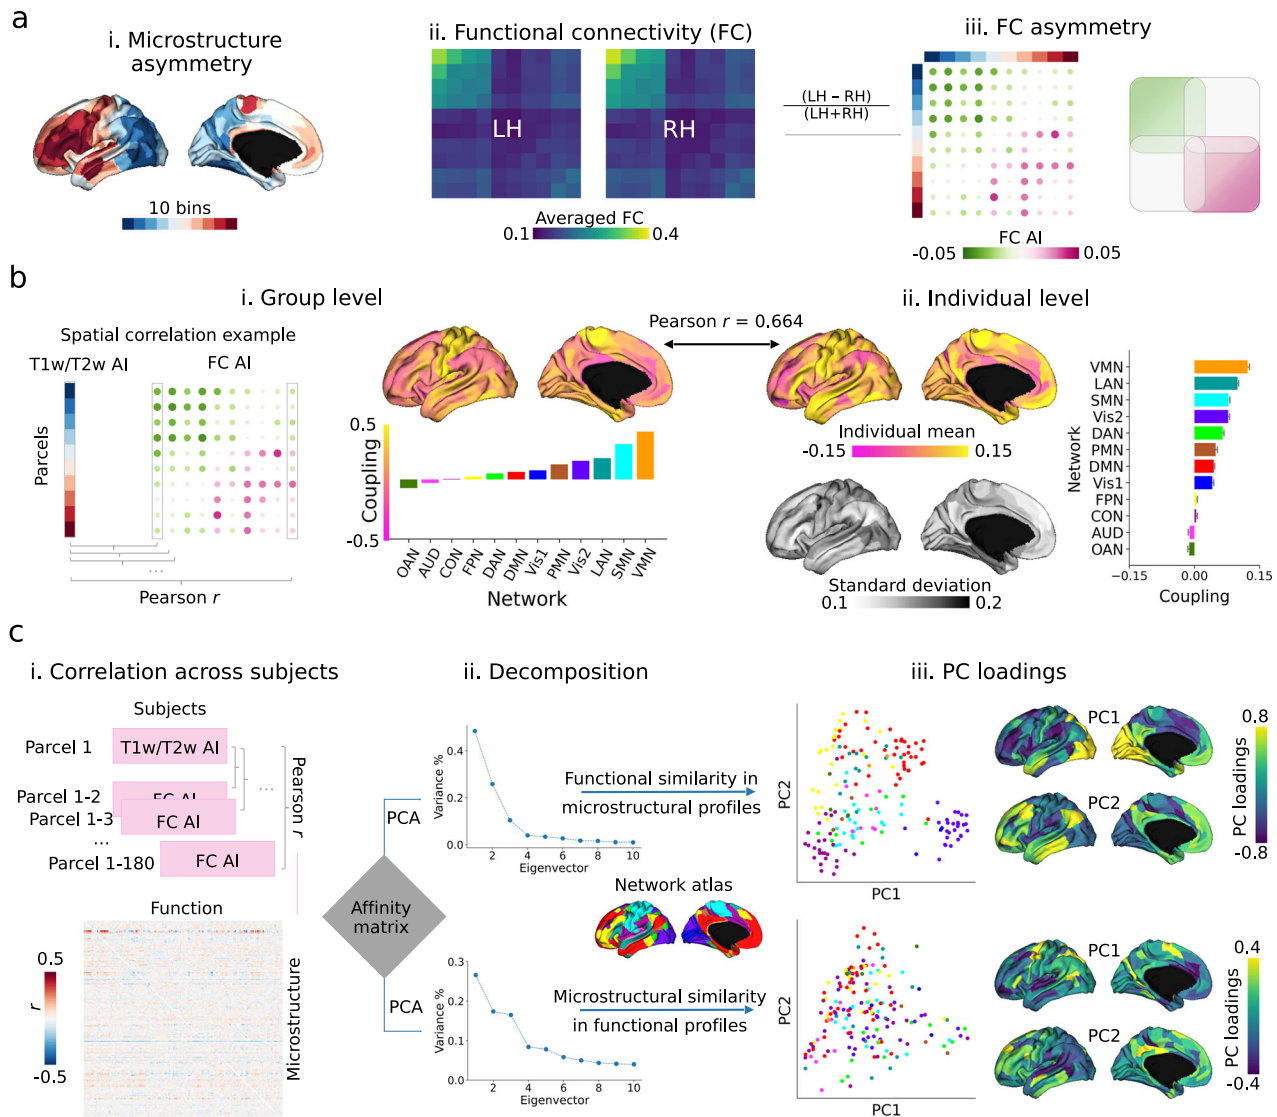 a
i. Microstructure
asymmetry
10 bins
ii. Functional connectivity (FC)
LH
RH
Averaged FC
0.1
0.4
(LH − RH)
(LH+RH)
iii. FC asymmetry
FC AI
-0.05
0.05
b
i. Group level
Spatial correlation example
T1w/T2w AI
FC AI
Parcels
...
Pearson r
Pearson r = 0.664
0.5
Coupling
-0.5
OAN
AUD
CON
FPN
DAN
DMN
Vis1
PMN
Vis2
LAN
SMN
VMN
Network
ii. Individual level
Individual mean
-0.15
0.15
Standard deviation
0.1
0.2
VMN
LAN
SMN
Vis2
DAN
PMN
DMN
Vis1
FPN
CON
AUD
OAN
Network
−0.15
0.00
0.15
Coupling
c
i. Correlation across subjects
Subjects
Parcel 1
T1w/T2w AI
Parcel 1-2
FC AI
Parcel 1-3
FC AI
...
Parcel 1-180
FC AI
...
Pearson r
Function
Microstructure
0.5
r
-0.5
Affinity
matrix
PCA
PCA
ii. Decomposition
Variance %
0.4
0.2
0.0
2
4
6
8
10
Eigenvector
Functional similarity in
microstructural profiles
Network atlas
Variance %
0.3
0.2
0.1
0.0
2
4
6
8
10
Eigenvector
Microstructural similarity
in functional profiles
iii. PC loadings
PC2
PC1
PC1
PC2
0.8
PC loadings
-0.8
PC2
PC1
PC1
PC2
0.4
PC loadings
-0.4